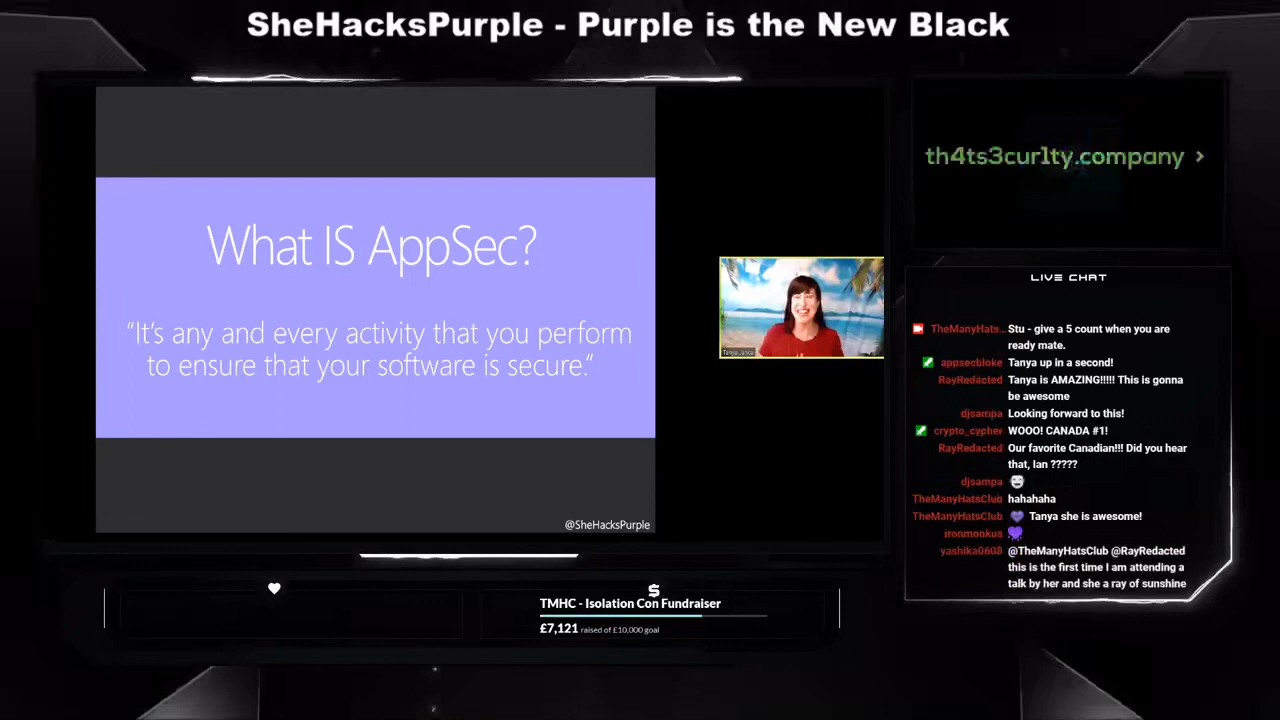 SheHacksPurple - Purple is the New Black
What IS AppSec?
“It’s any and every activity that you perform
to ensure that your software is secure.”
@SheHacksPurple
th4ts3cur1ty.company >
LIVE CHAT
TheManyHats... Stu - give a 5 count when you are
ready mate.
appsecbloke Tanya up in a second!
RayRedacted Tanya is AMAZING!!!!! This is gonna
be awesome
djsampa Looking forward to this!
crypto_cypher WOOO! CANADA #1!
RayRedacted Our favorite Canadian!!! Did you hear
that, Ian ?????
djsampa
TheManyHatsClub hahahaha
TheManyHatsClub Tanya she is awesome!
ironmonkus
yashika0608 @TheManyHatsClub @RayRedacted
this is the first time I am attending a
talk by her and she a ray of sunshine
$
TMHC - Isolation Con Fundraiser
£7,121 raised of £10,000 goal